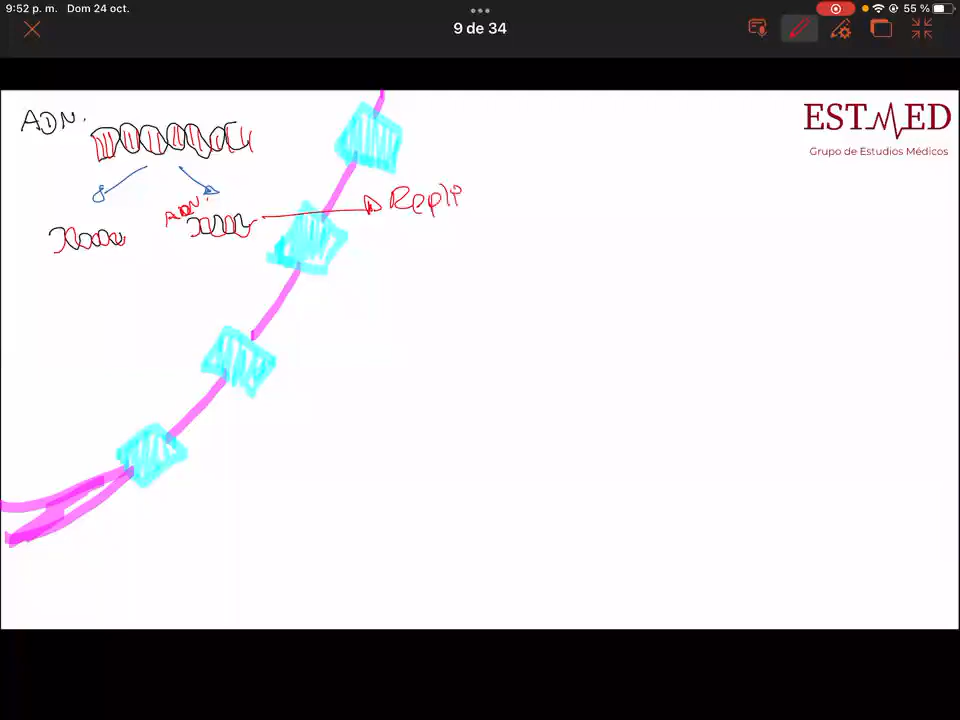 9:52 p. m. Dom 24 oct. 55 %
9 de 34
ADN.
ESTMED
Grupo de Estudios Médicos
ADN.
Repli